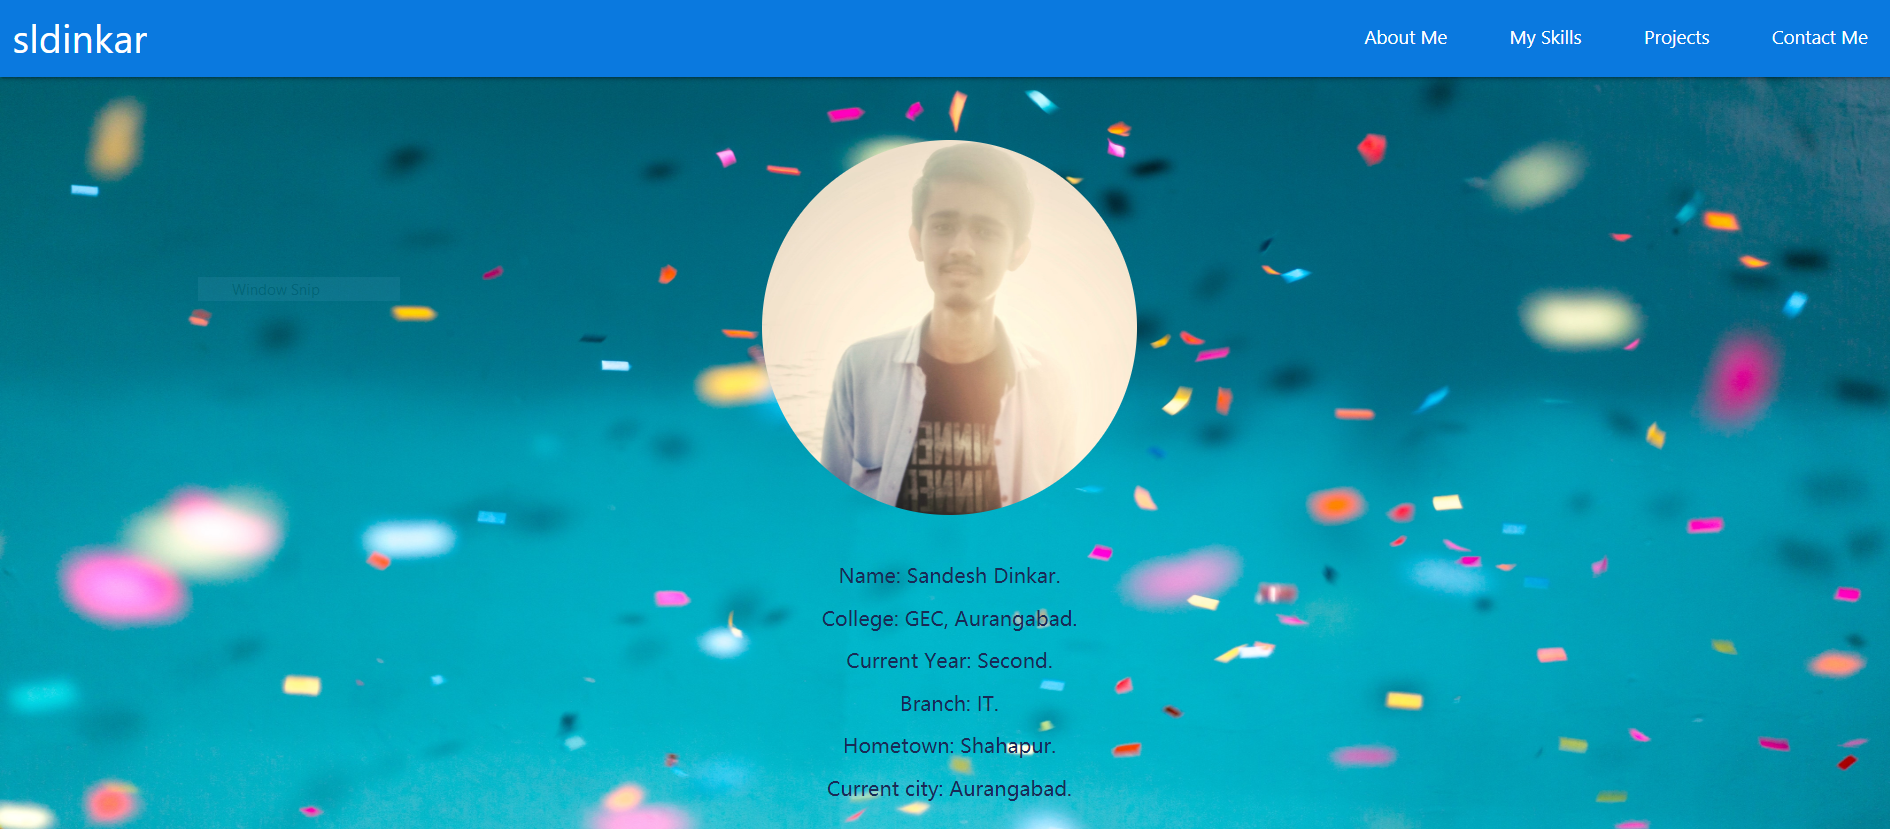 sldinkar
About Me My Skills Projects Contact Me
Window Snip
Name: Sandesh Dinkar.
College: GEC, Aurangabad.
Current Year: Second.
Branch: IT.
Hometown: Shahapur.
Current city: Aurangabad.